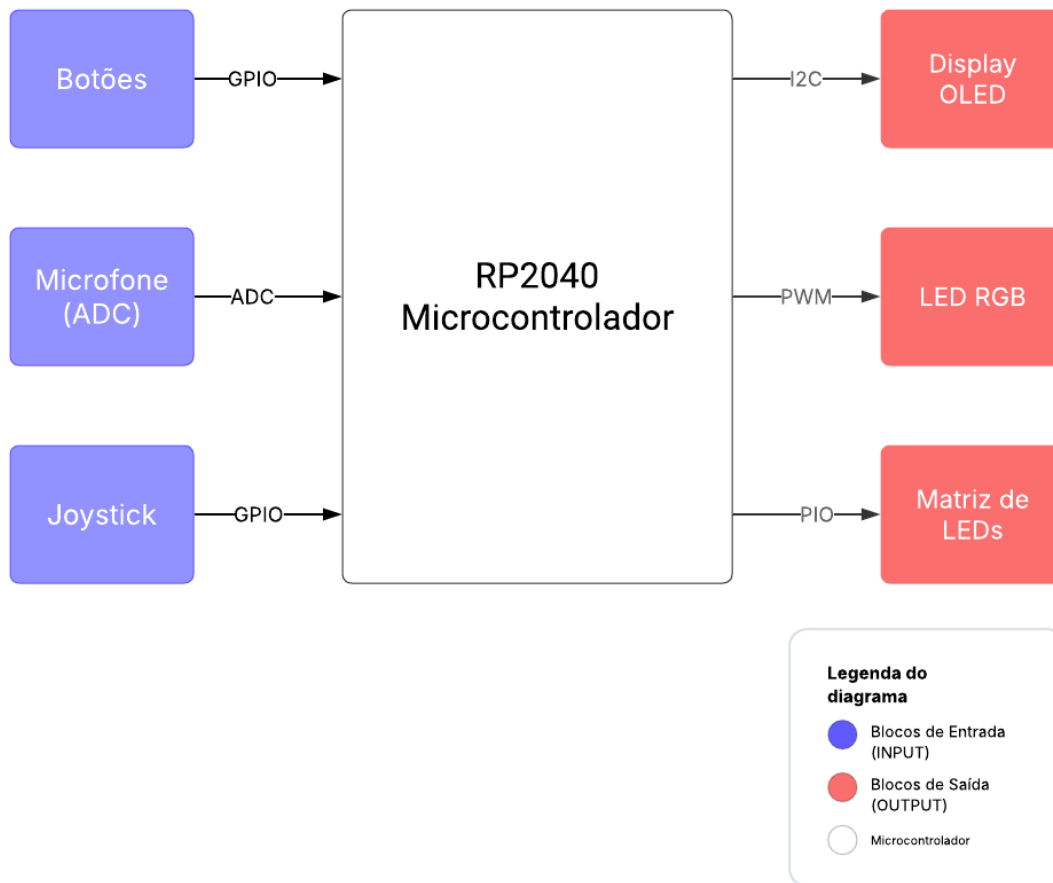 Botões
GPIO
I2C
Display
OLED
Microfone
(ADC)
ADC
RP2040
Microcontrolador
PWM
LED RGB
Joystick
GPIO
PIO
Matriz de
LEDs
Legenda do
diagrama
Blocos de Entrada
(INPUT)
Blocos de Saída
(OUTPUT)
Microcontrolador